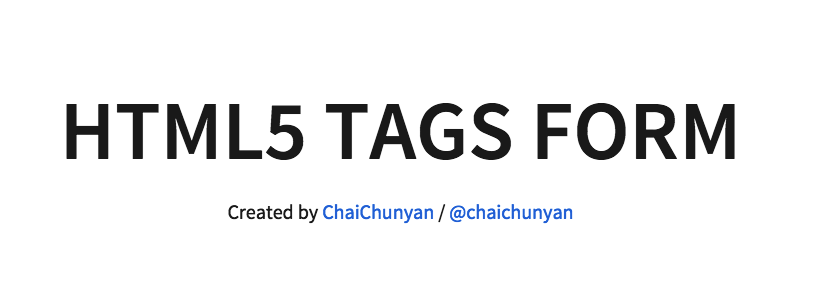 HTML5 TAGS FORM
Created by ChaiChunyan / @chaichunyan